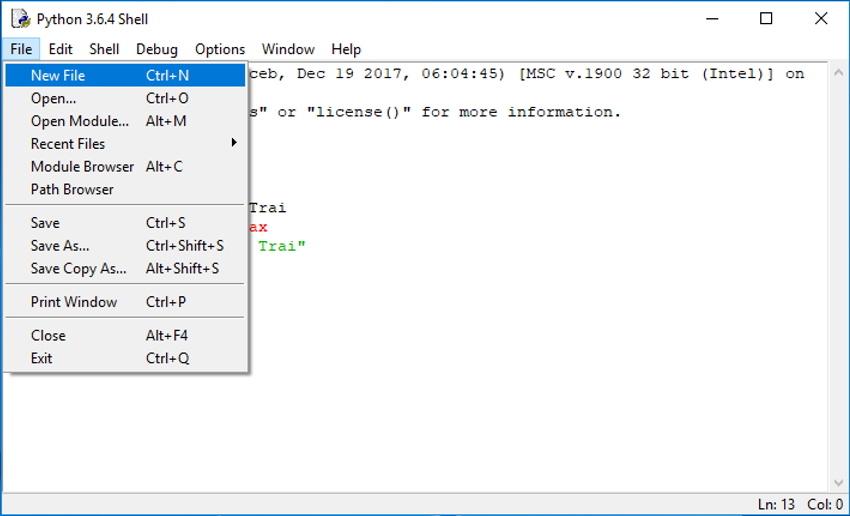 Python 3.6.4 Shell
File Edit Shell Debug Options Window Help
New File Ctrl+N
ceb, Dec 19 2017, 06:04:45) [MSC v.1900 32 bit (Intel)] on
Open... Ctrl+O
s" or "license()" for more information.
Open Module... Alt+M
Recent Files
Module Browser Alt+C
Path Browser
Trai
Save Ctrl+S
ax
Save As... Ctrl+Shift+S
Trai"
Save Copy As... Alt+Shift+S
Print Window Ctrl+P
Close Alt+F4
Exit Ctrl+Q
Ln: 13 Col: 0